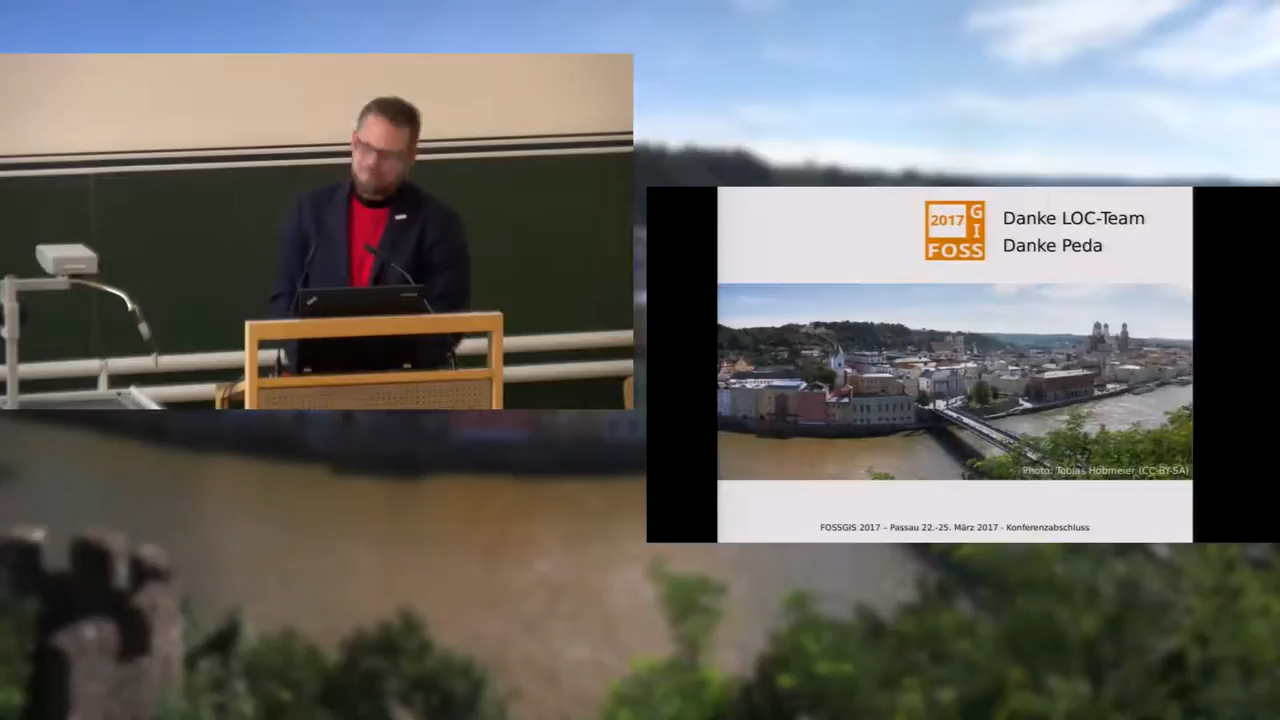 2017
GIS
FOSS
Danke LOC-Team
Danke Peda
Photo: Tobias Hobmeier (CC-BY-SA)
FOSSGIS 2017 – Passau 22.-25. März 2017 - Konferenzabschluss